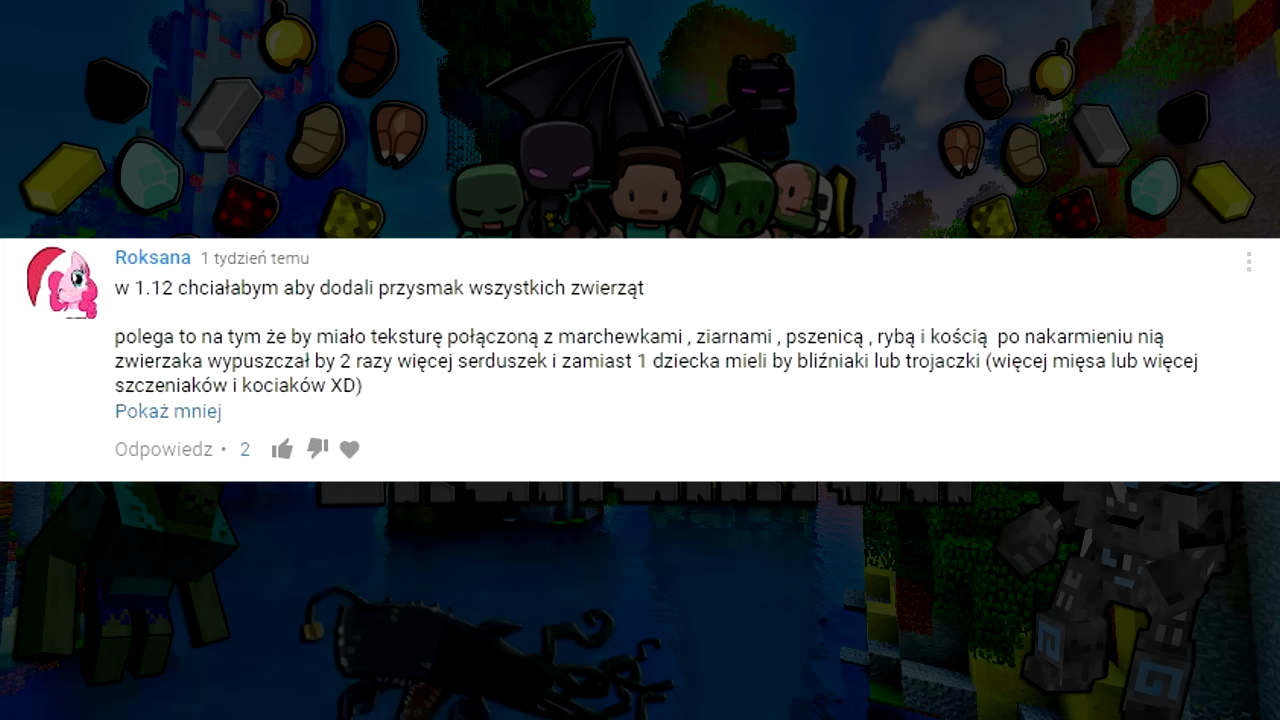 Roksana 1 tydzień temu
w 1.12 chciałabym aby dodali przysmak wszystkich zwierząt
polega to na tym że by miało teksturę połączoną z marchewkami , ziarnami , pszenicą , rybą i kością po nakarmieniu nią
zwierzaka wypuszczał by 2 razy więcej serduszek i zamiast 1 dziecka mieli by bliźniaki lub trojaczki (więcej mięsa lub więcej
szczeniaków i kociaków XD)
Pokaż mniej
Odpowiedz • 2